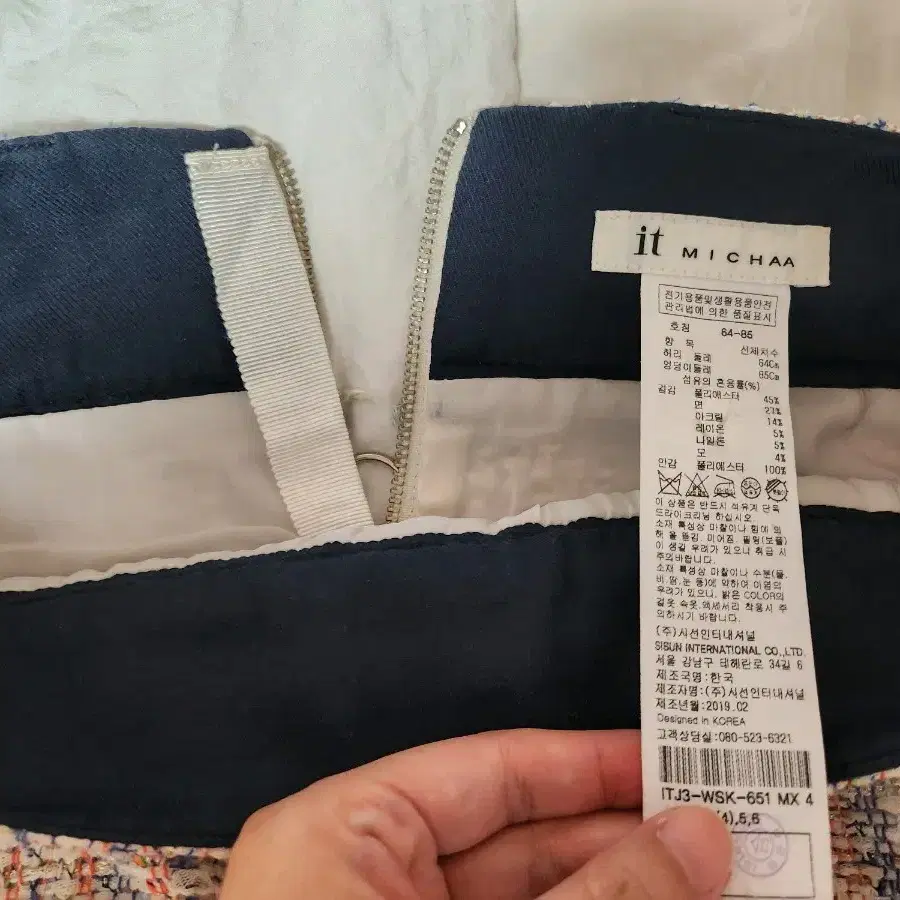 it MICHAA
전기용품및생활용품안전
관리법에 의한 품질표시
호칭 64-85
항 목 신체치수
허리 둘레 64Cm
엉덩이둘레 85Cm
섬유의 혼용률(%)
겉감 폴리에스터 45%
면 27%
아크릴 14%
레이온 5%
나일론 5%
모 4%
안감 폴리에스터 100%
이 상품은 반드시 석유계 단독
드라이크리닝 하십시오
소재 특성상 마찰이나 힘에 의
해 올 뜯김, 미어짐, 필링(보풀)
이 생길 우려가 있으니 취급 시
주의바랍니다.
소재 특성상 마찰이나 수분(물,
비,땀,눈 등)에 약하여 이염의
우려가 있으니, 밝은 COLOR의
겉옷,속옷,액세서리 착용시 주
의하시기 바랍니다.
(주)시선인터내셔널
SISUN INTERNATIONAL CO.,LTD.
서울 강남구 테헤란로 34길 6
제조국명:한국
제조자명:(주)시선인터내셔널
제조년월:2019.02
Designed in KOREA
고객상담실:080-523-6321
ITJ3-WSK-651 MX 4
(4),5,6